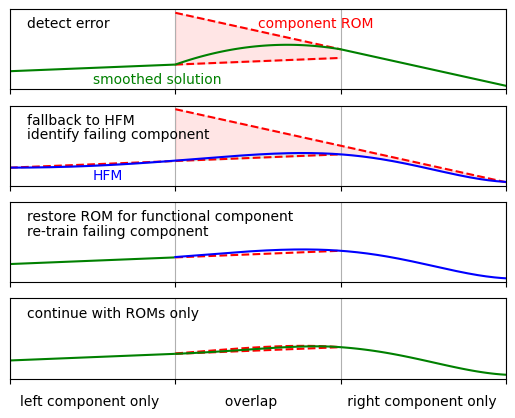 detect error
component ROM
smoothed solution
fallback to HFM
identify failing component
HFM
restore ROM for functional component
re-train failing component
continue with ROMs only
left component only
overlap
right component only